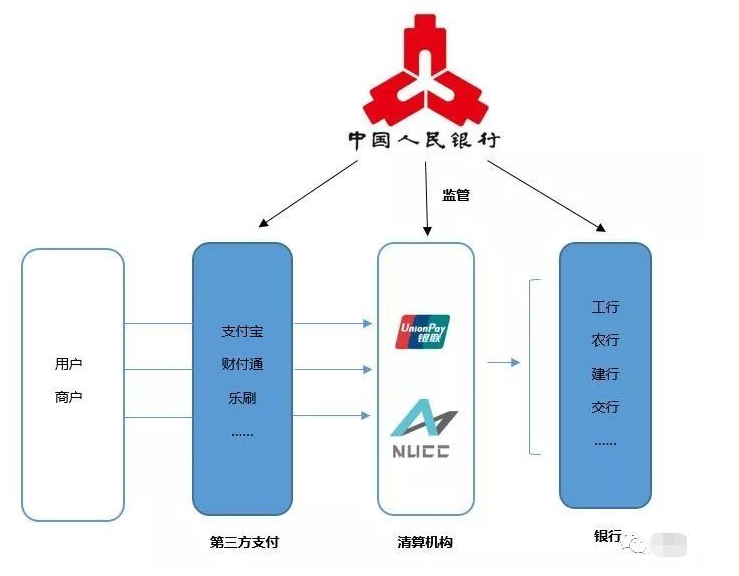 中国人民银行
监管
用户
商户
支付宝
财付通
乐刷
......
UnionPay
银联
NUCC
工行
农行
建行
交行
......
第三方支付
清算机构
银行